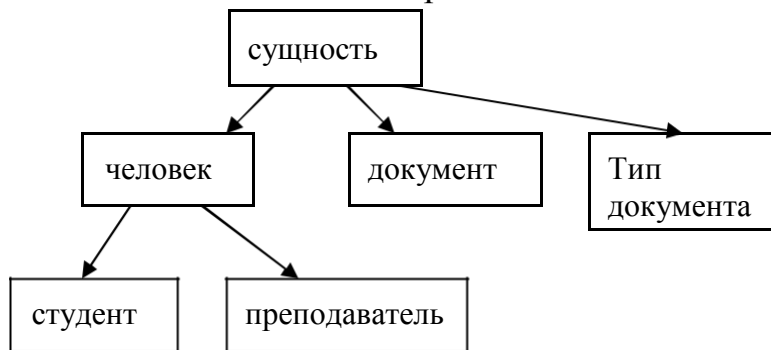 сущность
человек
документ
Тип
документа
студент
преподаватель